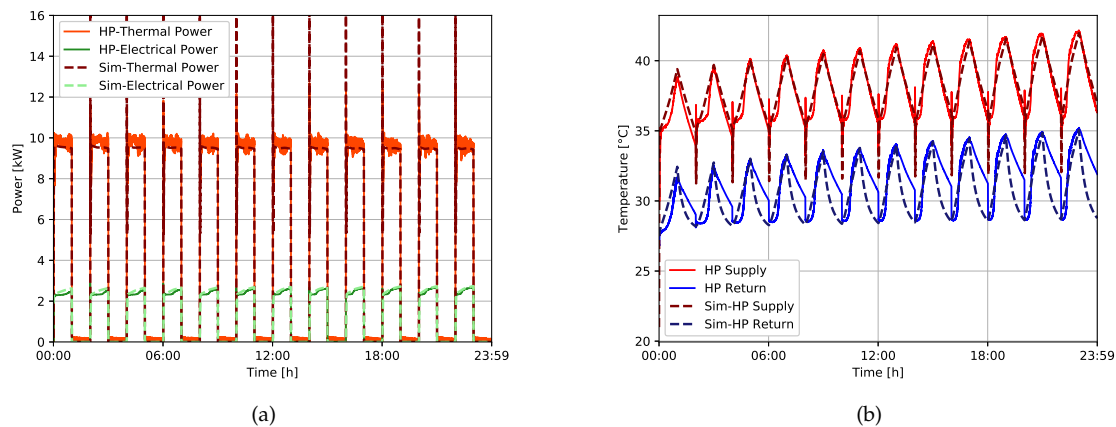 16
14
12
10
8
6
4
2
0
Power [kW]
HP-Thermal Power
HP-Electrical Power
Sim-Thermal Power
Sim-Electrical Power
00:00 06:00 12:00 18:00 23:59
Time [h]
(a)
40
35
30
25
20
Temperature [°C]
HP Supply
HP Return
Sim-HP Supply
Sim-HP Return
00:00 06:00 12:00 18:00 23:59
Time [h]
(b)